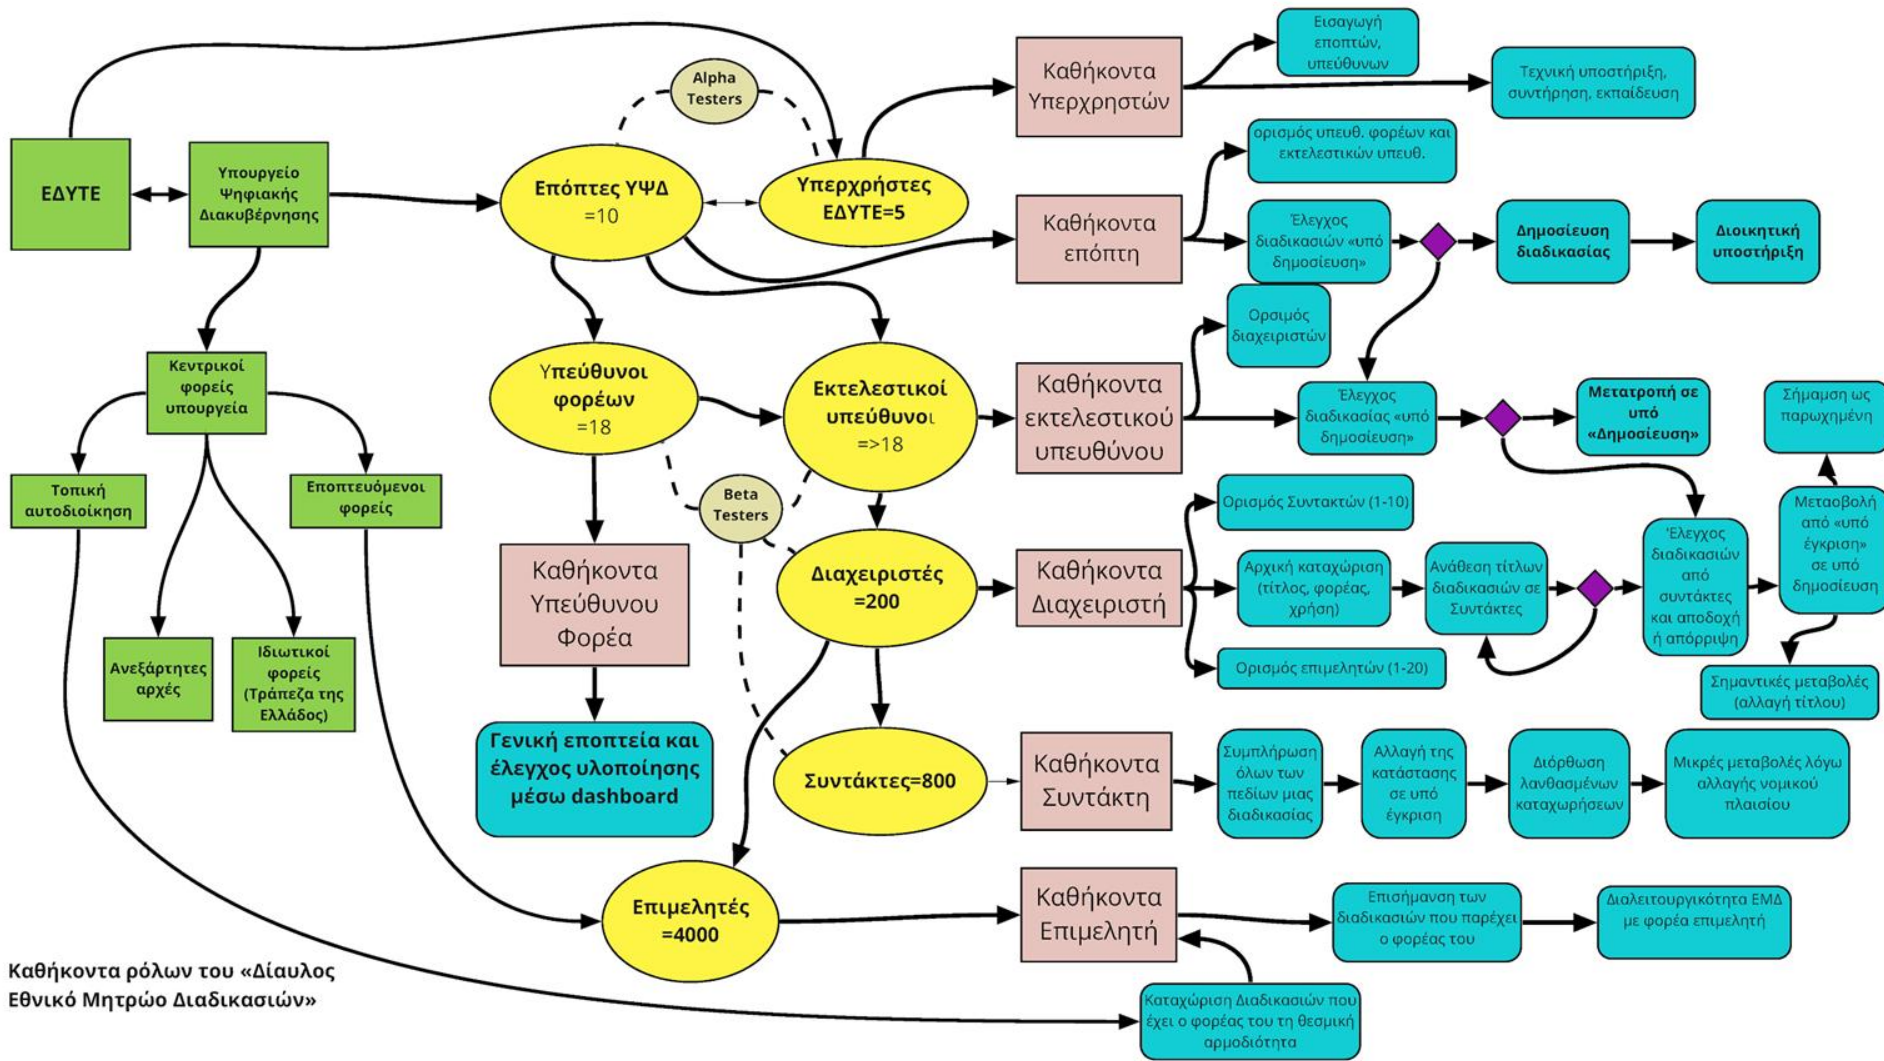 Εισαγωγή
εποπτών,
υπεύθυνων
Καθήκοντα
Υπερχρηστών
Τεχνική υποστήριξη,
συντήρηση, εκπαίδευση
Alpha
Testers
ΕΔΥΤΕ
Υπουργείο
Ψηφιακής
Διακυβέρνησης
Επόπτες ΥΨΔ
=10
Υπερχρήστες
ΕΔΥΤΕ=5
ορισμός υπευθ. φορέων και
εκτελεστικών υπευθ.
Καθήκοντα
επόπτη
Έλεγχος
διαδικασιών «υπό
δημοσίευση»
Δημοσίευση
διαδικασίας
Διοικητική
υποστήριξη
Ορσιμός
διαχειριστών
Κεντρικοί
φορείς
υπουργεία
Υπεύθυνοι
φορέων
=18
Εκτελεστικοί
υπεύθυνοι
=>18
Καθήκοντα
εκτελεστικού
υπευθύνου
Έλεγχος
διαδικασίας «υπό
δημοσίευση»
Μετατροπή σε
υπό
«Δημοσίευση»
Σήμαμση ως
παρωχημένη
Τοπική
αυτοδιοίκηση
Εποπτευόμενοι
φορείς
Beta
Testers
Ορισμός Συντακτών (1-10)
Καθήκοντα
Υπεύθυνου
Φορέα
Διαχειριστές
=200
Καθήκοντα
Διαχειριστή
Αρχική καταχώριση
(τίτλος, φορέας,
χρήση)
Ανάθεση τίτλων
διαδικασιών σε
Συντάκτες
'Ελεγχος
διαδικασιών
από
συντάκτες
και αποδοχή
ή απόρριψη
Μεταοβολή
από «υπό
έγκριση»
σε υπό
δημοσίευση
Ανεξάρτητες
αρχές
Ιδιωτικοί
φορείς
(Τράπεζα της
Ελλάδος)
Ορισμός επιμελητών (1-20)
Σημαντικές μεταβολές
(αλλαγή τίτλου)
Γενική εποπτεία και
έλεγχος υλοποίησης
μέσω dashboard
Συντάκτες=800
Καθήκοντα
Συντάκτη
Συμπλήρωση
όλων των
πεδίων μιας
διαδικασίας
Αλλαγή της
κατάστασης
σε υπό
έγκριση
Διόρθωση
λανθασμένων
καταχωρήσεων
Μικρές μεταβολές λόγω
αλλαγής νομικού
πλαισίου
Επιμελητές
=4000
Καθήκοντα
Επιμελητή
Επισήμανση των
διαδικασιών που παρέχει
ο φορέας του
Διαλειτουργικότητα ΕΜΔ
με φορέα επιμελητή
Καθήκοντα ρόλων του «Δίαυλος
Εθνικό Μητρώο Διαδικασιών»
Καταχώριση Διαδικασιών που
έχει ο φορέας του τη θεσμική
αρμοδιότητα